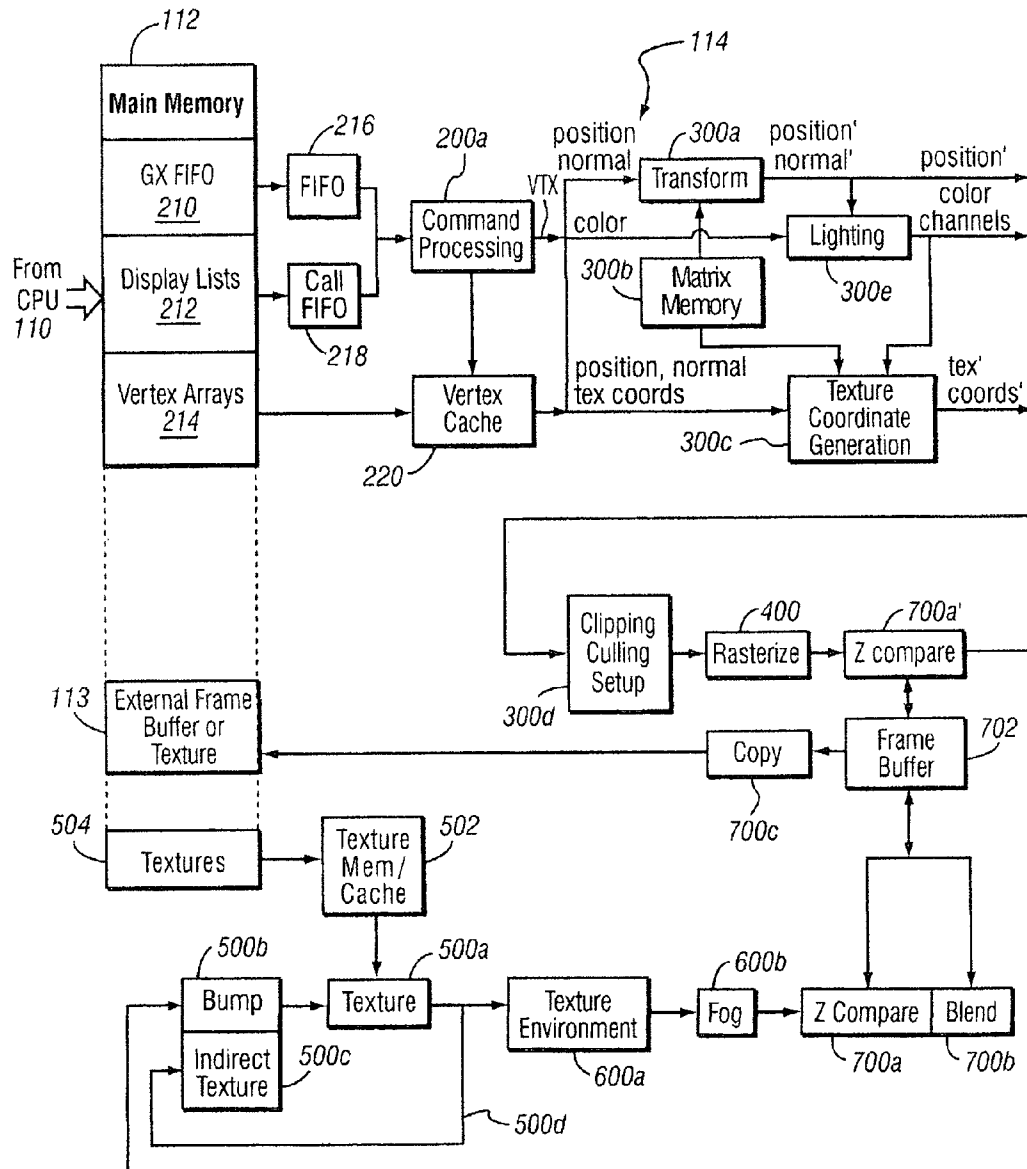 112
114
Main Memory
GX FIFO
210
Display Lists
212
Vertex Arrays
214
From
CPU
110
216
FIFO
Call
FIFO
218
200a
Command
Processing
VTX
Vertex
Cache
220
position
normal
300a
Transform
position'
normal'
position'
color
channels
color
Lighting
300e
300b
Matrix
Memory
position, normal
tex coords
Texture
Coordinate
Generation
300c
tex'
coords'
Clipping
Culling
Setup
300d
400
Rasterize
700a'
Z compare
113
External Frame
Buffer or
Texture
Copy
700c
Frame
Buffer
702
504
Textures
Texture
Mem/
Cache
502
500b
Bump
Indirect
Texture
500c
500a
Texture
500d
Texture
Environment
600a
600b
Fog
Z Compare
700a
Blend
700b